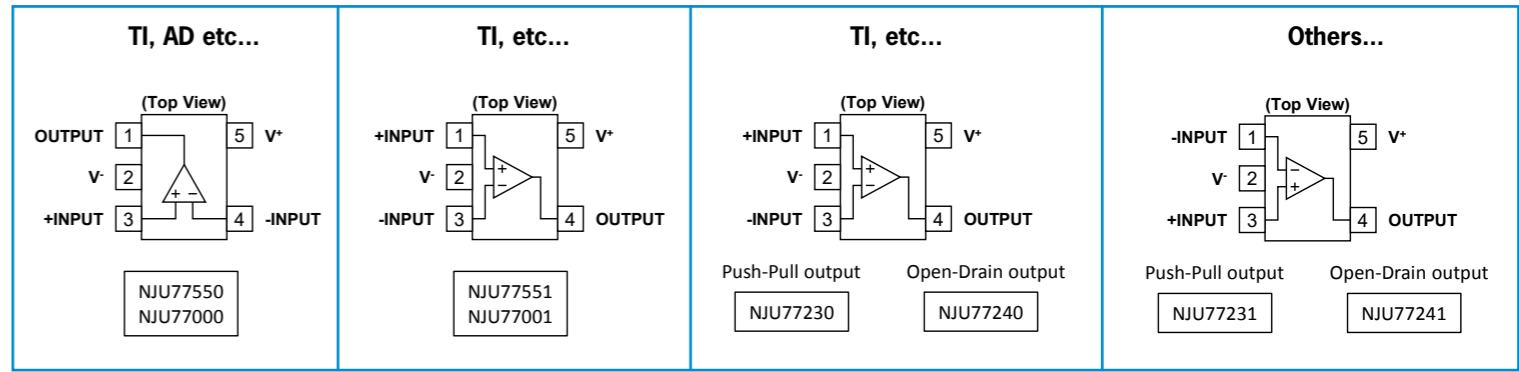 TI, AD etc...
(Top View)
OUTPUT 1 5 V+
V- 2
+INPUT 3 4 -INPUT
+ −
NJU77550
NJU77000
TI, etc...
(Top View)
+INPUT 1 5 V+
V- 2
+
−
-INPUT 3 4 OUTPUT
NJU77551
NJU77001
TI, etc...
(Top View)
+INPUT 1 5 V+
V- 2
+
−
-INPUT 3 4 OUTPUT
Push-Pull output Open-Drain output
NJU77230 NJU77240
Others...
(Top View)
-INPUT 1 5 V+
V- 2
−
+
+INPUT 3 4 OUTPUT
Push-Pull output Open-Drain output
NJU77231 NJU77241